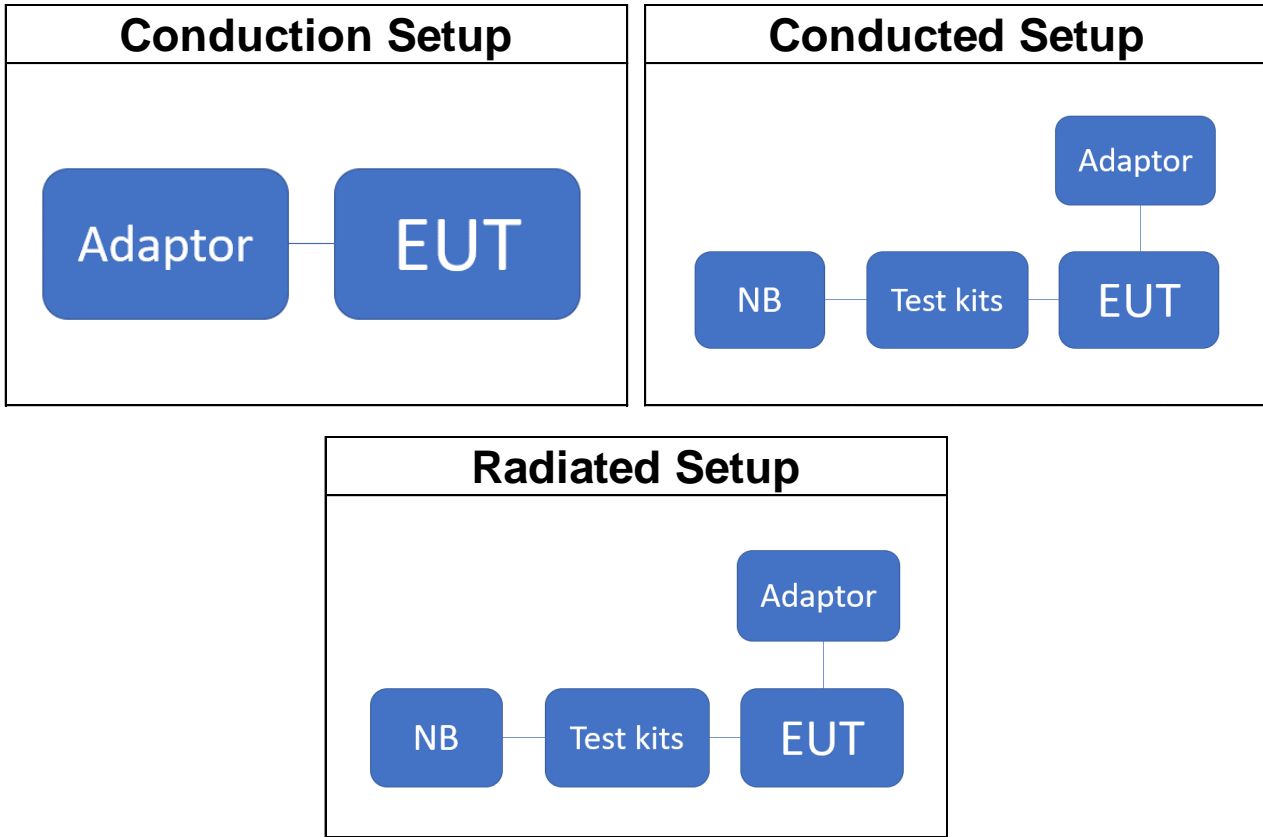 Conduction Setup
Adaptor
EUT
Conducted Setup
Adaptor
NB
Test kits
EUT
Radiated Setup
Adaptor
NB
Test kits
EUT